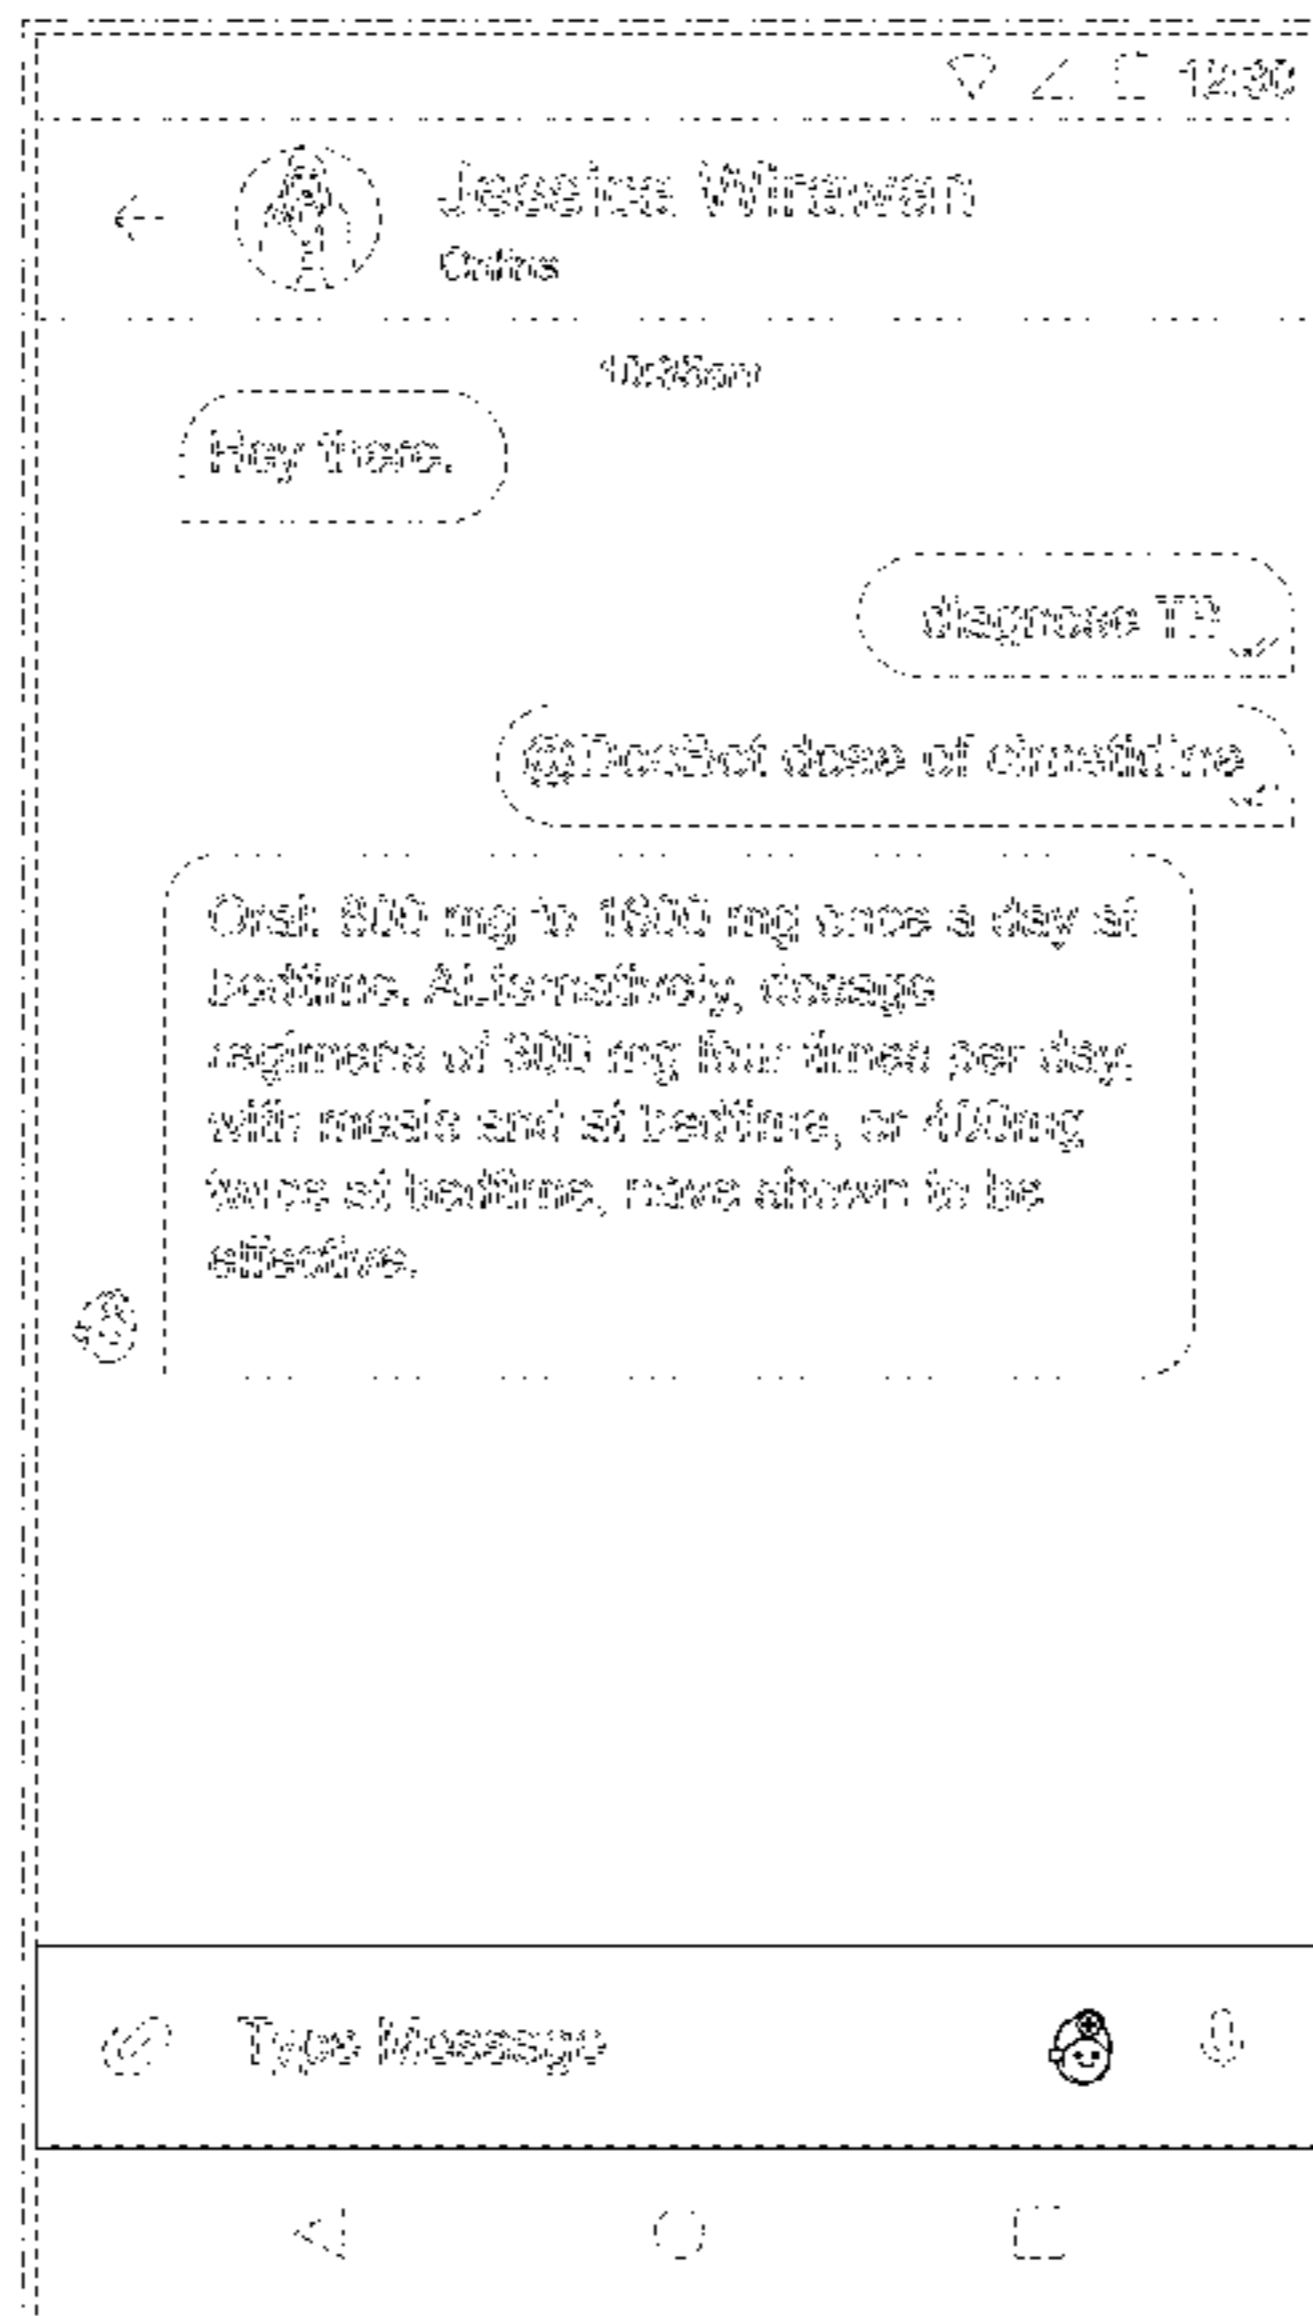 12:30
Jessica Wirawan
Online
10:38am
Hey there.
diagnose TB
@DocBot dose of cimetidine
Oral: 800 mg to 1600 mg once a day at
bedtime. ALternatively, dosage
regimens of 300 mg four times per day,
with meals and at bedtime, or 400mg
twice at bedtime, have shown to be
effective.
Type Message